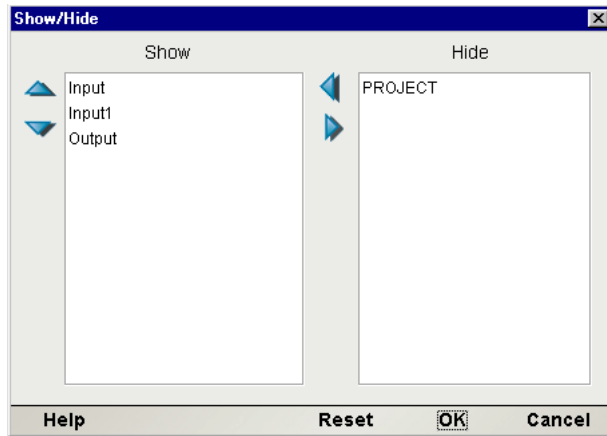 Show/Hide
Show
Hide
Input
Input1
Output
PROJECT
Help
Reset
OK
Cancel